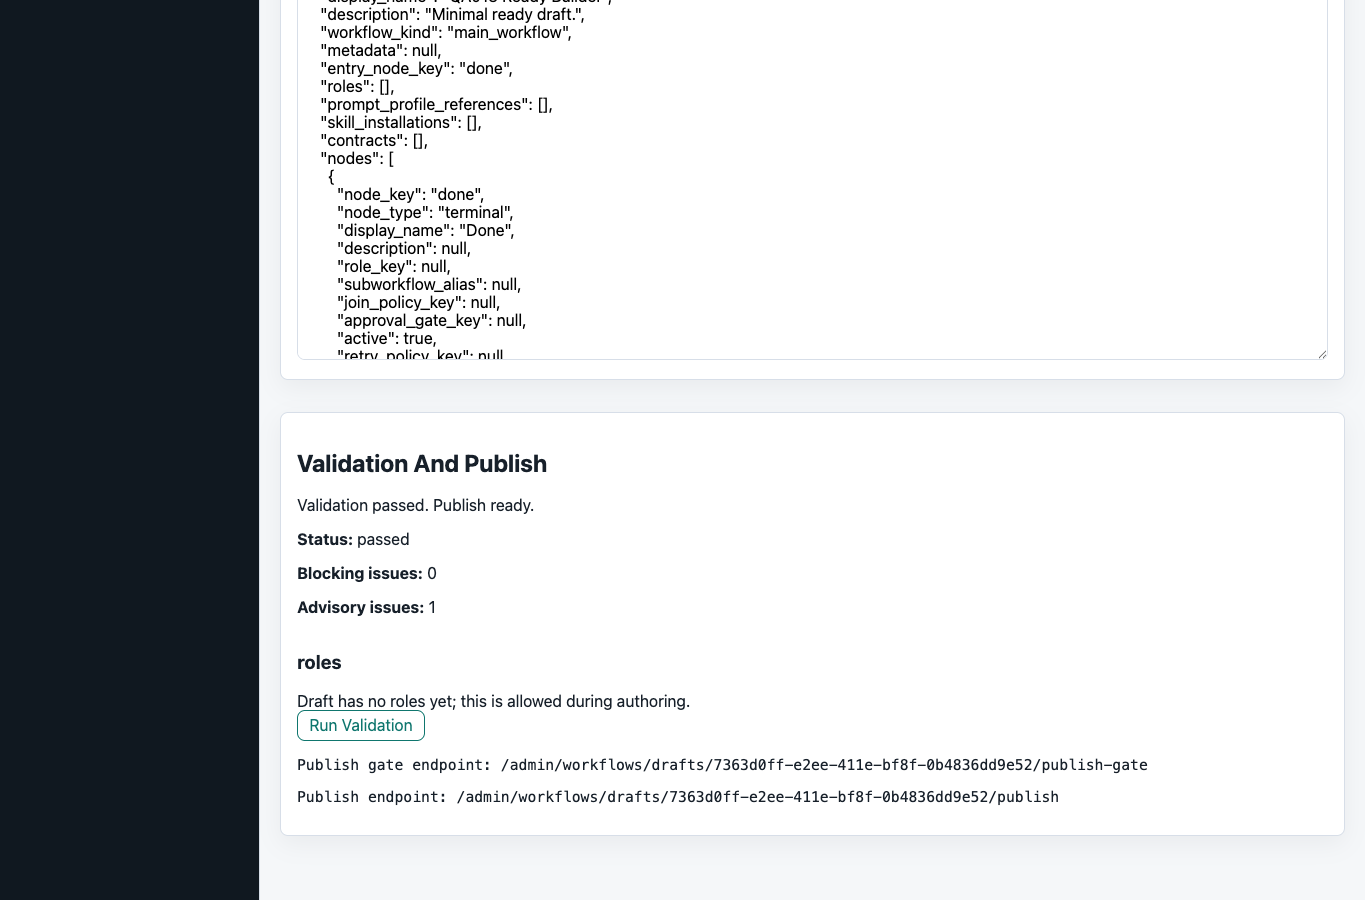 "description": "Minimal ready draft.",
"workflow_kind": "main_workflow",
"metadata": null,
"entry_node_key": "done",
"roles": [],
"prompt_profile_references": [],
"skill_installations": [],
"contracts": [],
"nodes": [
{
"node_key": "done",
"node_type": "terminal",
"display_name": "Done",
"description": null,
"role_key": null,
"subworkflow_alias": null,
"join_policy_key": null,
"approval_gate_key": null,
"active": true,
"retry_policy_key": null
Validation And Publish
Validation passed. Publish ready.
Status: passed
Blocking issues: 0
Advisory issues: 1
roles
Draft has no roles yet; this is allowed during authoring.
Run Validation
Publish gate endpoint: /admin/workflows/drafts/7363d0ff-e2ee-411e-bf8f-0b4836dd9e52/publish-gate
Publish endpoint: /admin/workflows/drafts/7363d0ff-e2ee-411e-bf8f-0b4836dd9e52/publish